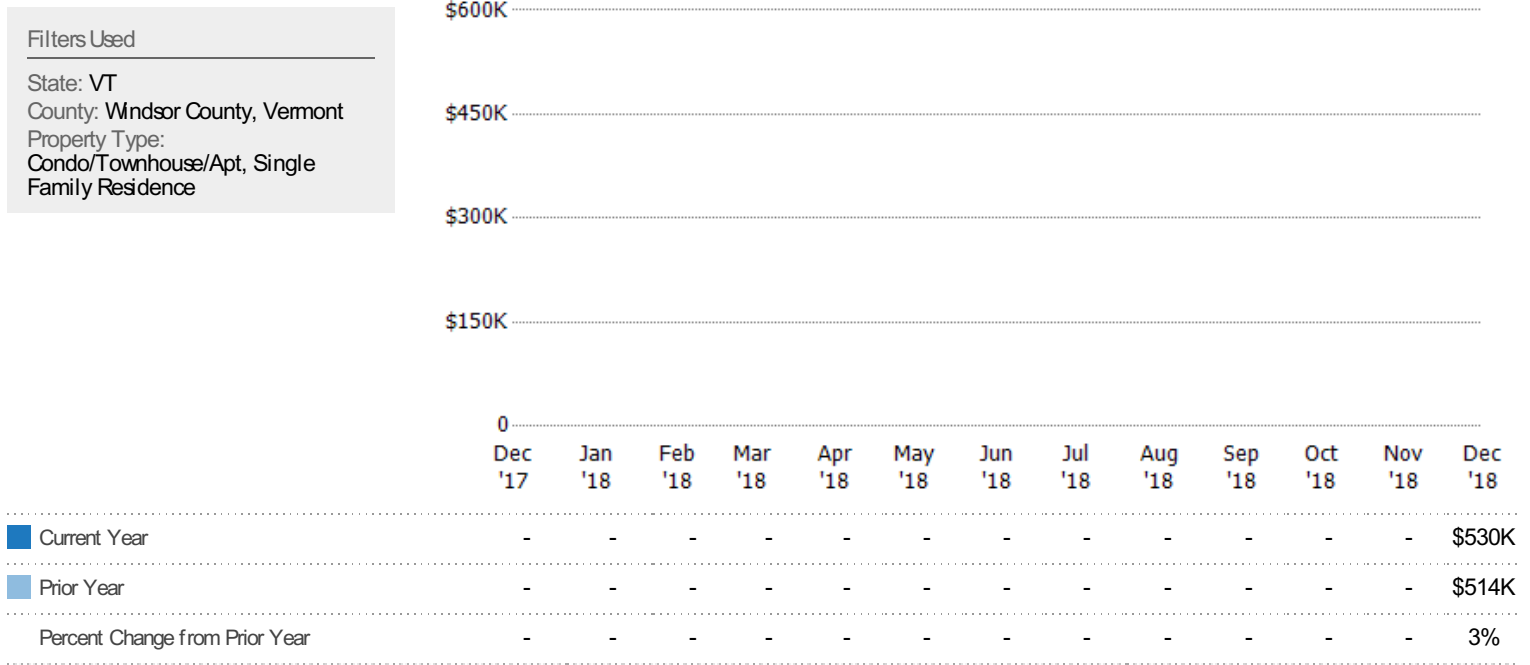 Filters Used
State: VT
County: Windsor County, Vermont
Property Type:
Condo/Townhouse/Apt, Single
Family Residence
$600K
$450K
$300K
$150K
0
Dec Jan Feb Mar Apr May Jun Jul Aug Sep Oct Nov Dec
'17 '18 '18 '18 '18 '18 '18 '18 '18 '18 '18 '18 '18
Current Year - - - - - - - - - - - - $530K
Prior Year - - - - - - - - - - - - $514K
Percent Change from Prior Year - - - - - - - - - - - - 3%